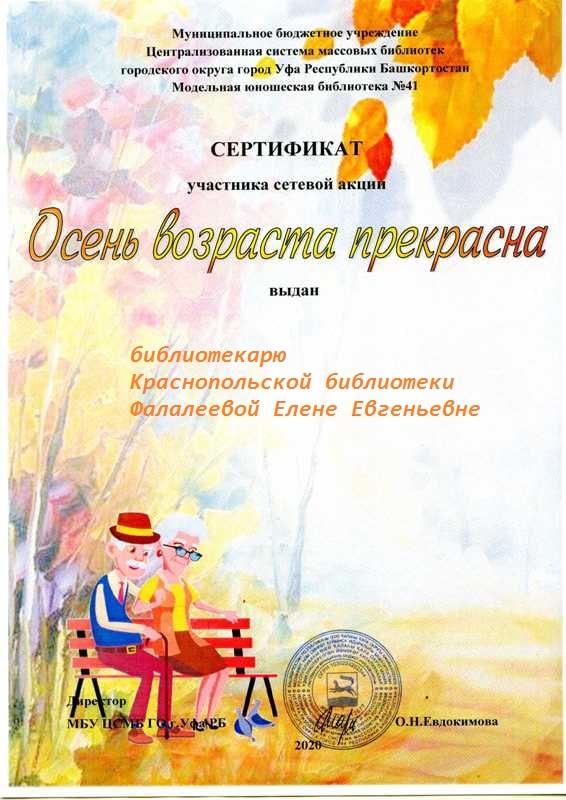 Муниципальное бюджетное учреждение
Централизованная система массовых библиотек
городского округа город Уфа Республики Башкортостан
Модельная юношеская библиотека №41
СЕРТИФИКАТ
участника сетевой акции
Осень возраста прекрасна
выдан
библиотекарю
Краснопольской библиотеки
Фалалеевой Елене Евгеньевне
Директор
МБУ ЦСМБ ГО г.Уфа РБ
О.Н.Евдокимова
2020